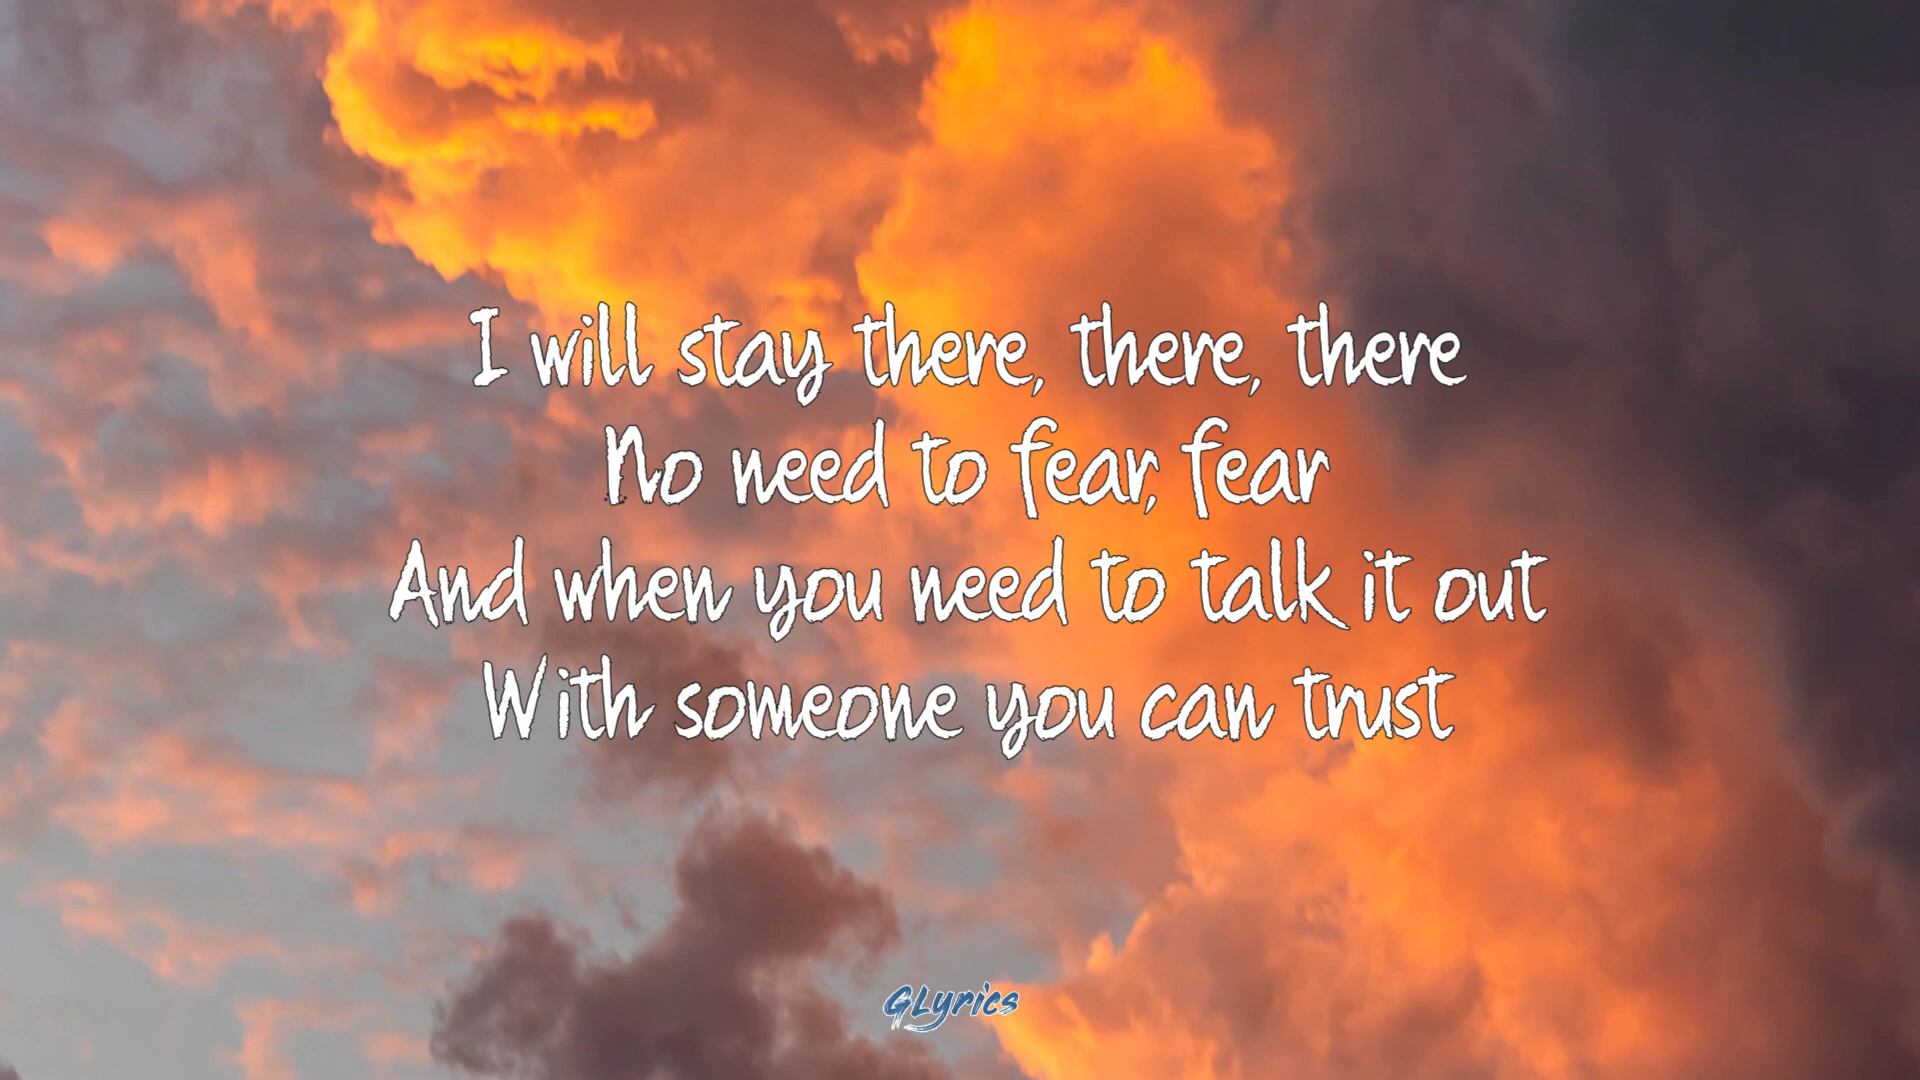 I will stay there, there, there
No need to fear, fear
And when you need to talk it out
With someone you can trust
GLyrics